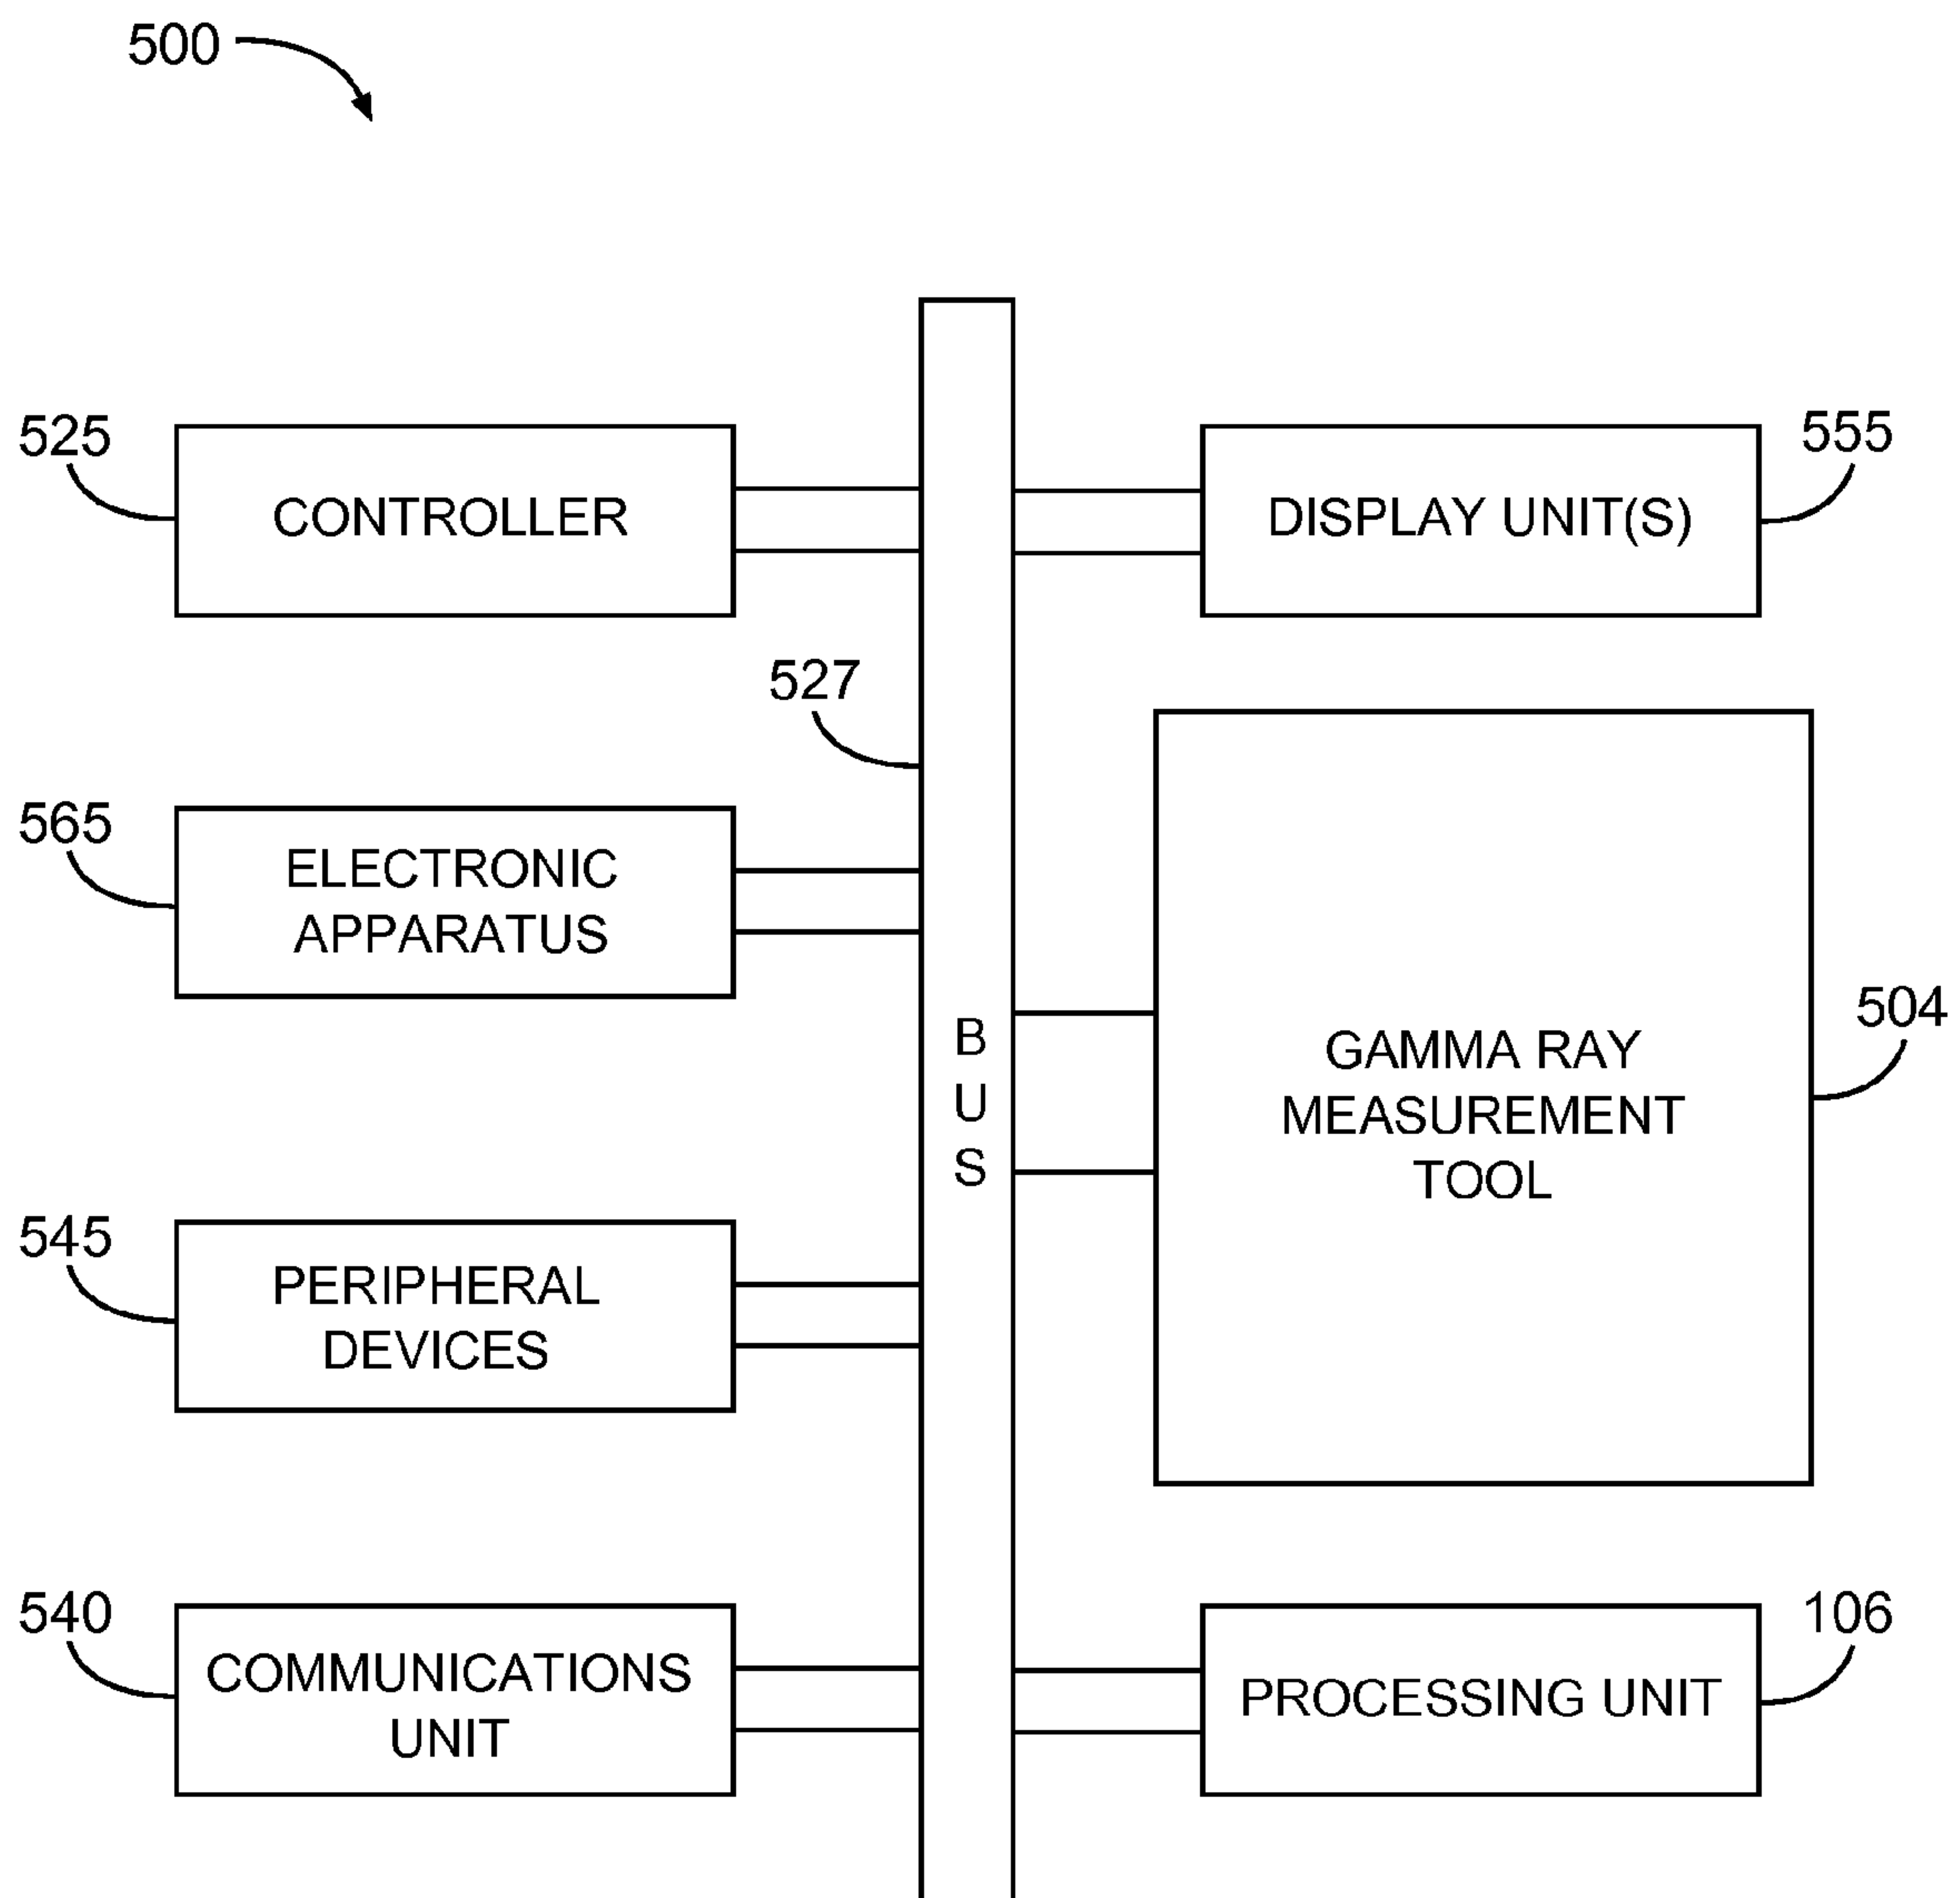 500
525
CONTROLLER
555
DISPLAY UNIT(S)
527
565
ELECTRONIC
APPARATUS
B
U
S
504
GAMMA RAY
MEASUREMENT
TOOL
545
PERIPHERAL
DEVICES
540
COMMUNICATIONS
UNIT
106
PROCESSING UNIT